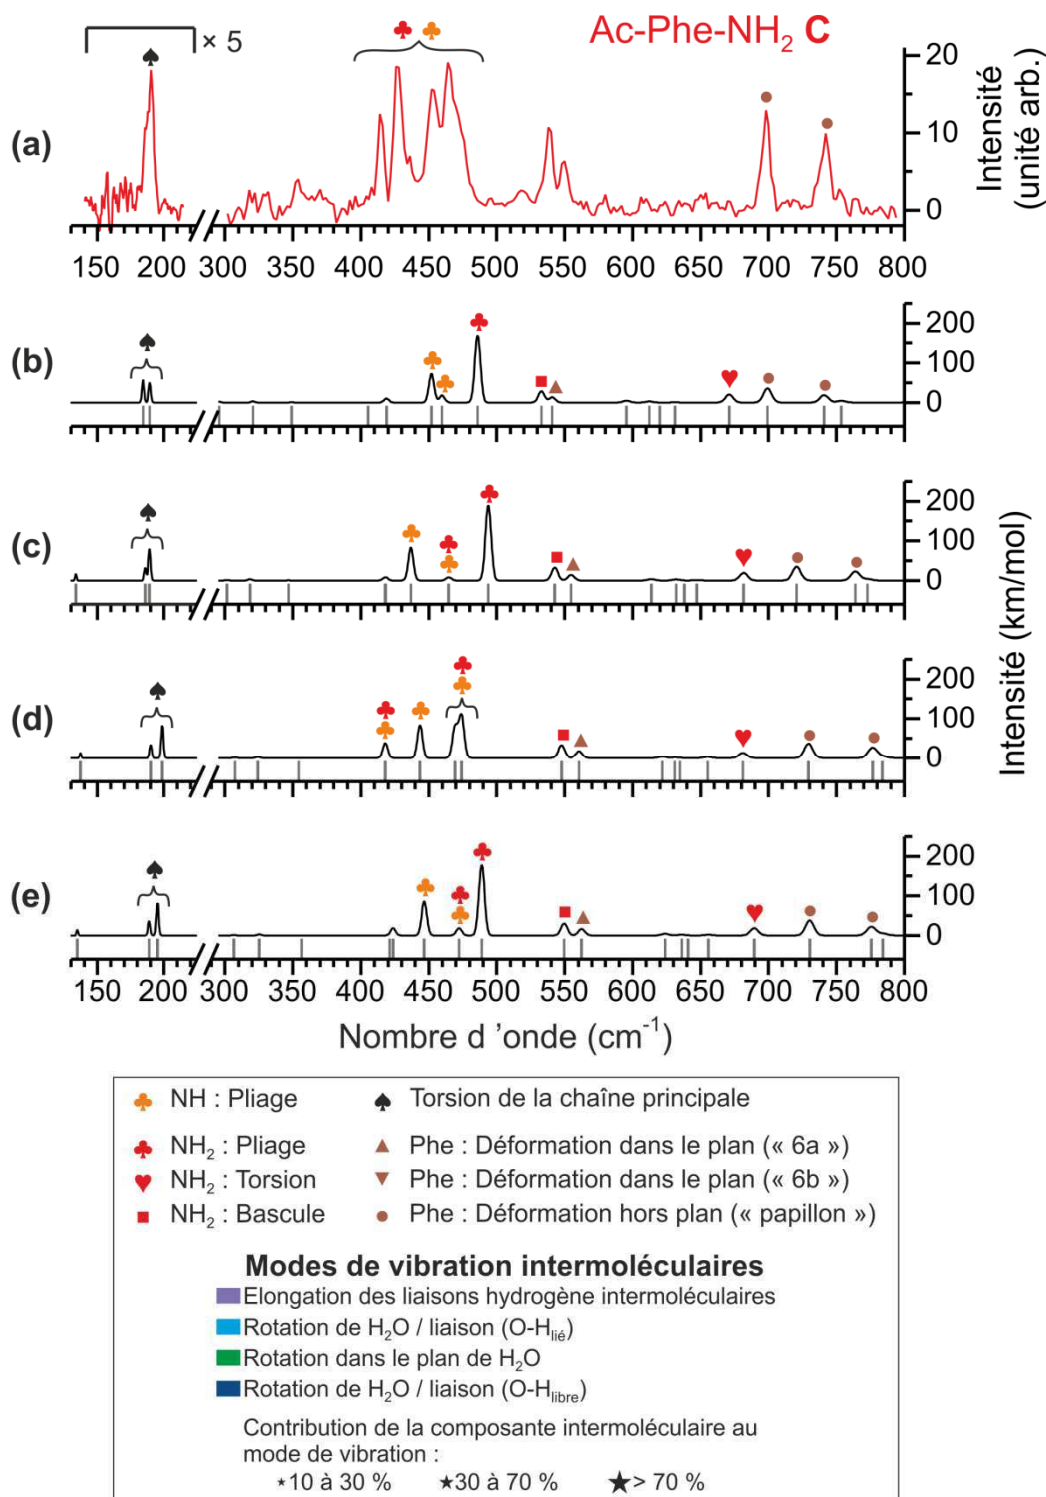 × 5
Ac-Phe-NH2 C
(a)
20
10
0
Intensité
(unité arb.)
150 200 300 350 400 450 500 550 600 650 700 750 800
(b)
200
100
0
(c)
200
100
0
(d)
200
100
0
(e)
200
100
0
Intensité (km/mol)
150 200 300 350 400 450 500 550 600 650 700 750 800
Nombre d 'onde (cm-1)
♣ NH : Pliage ♠ Torsion de la chaîne principale
♣ NH2 : Pliage ▲ Phe : Déformation dans le plan (« 6a »)
♥ NH2 : Torsion ▼ Phe : Déformation dans le plan (« 6b »)
■ NH2 : Bascule ● Phe : Déformation hors plan (« papillon »)
Modes de vibration intermoléculaires
Elongation des liaisons hydrogène intermoléculaires
Rotation de H2O / liaison (O-Hlié)
Rotation dans le plan de H2O
Rotation de H2O / liaison (O-Hlibre)
Contribution de la composante intermoléculaire au
mode de vibration :
★10 à 30 % ★30 à 70 % ★> 70 %